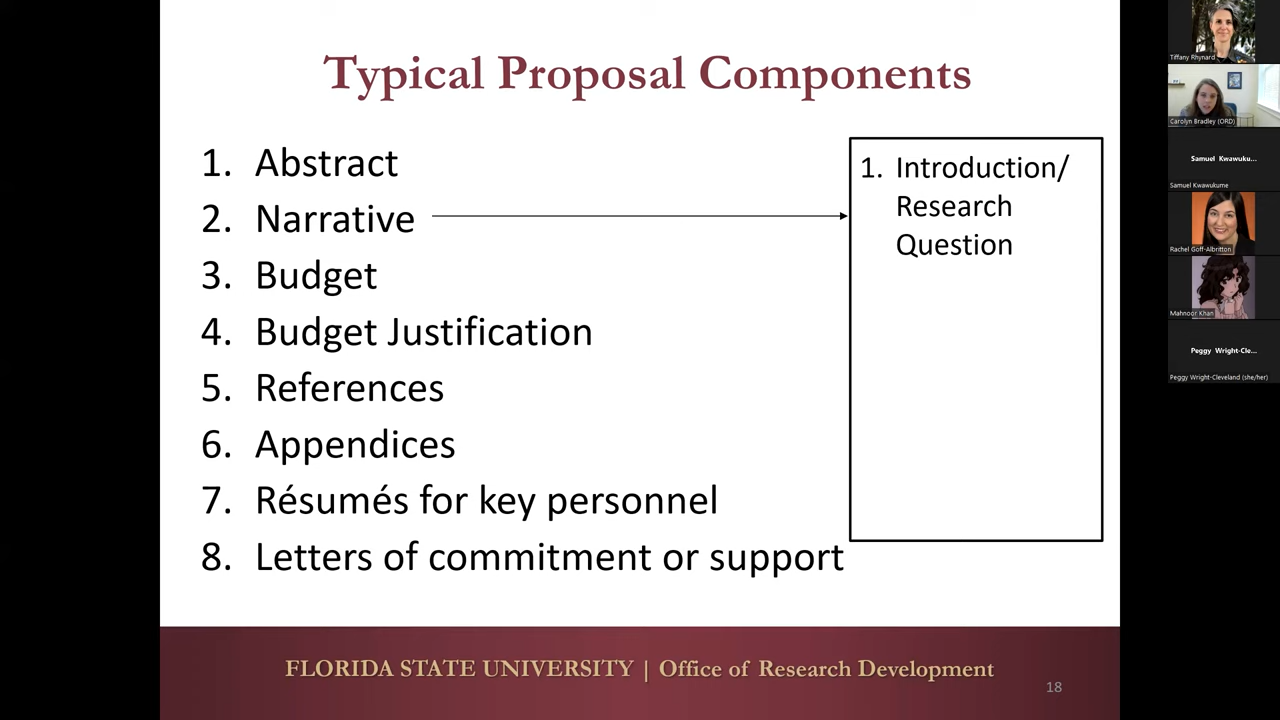 Typical Proposal Components
1. Abstract
2. Narrative
3. Budget
4. Budget Justification
5. References
6. Appendices
7. Résumés for key personnel
8. Letters of commitment or support
1. Introduction/
Research
Question
FLORIDA STATE UNIVERSITY | Office of Research Development
18
Tiffany Rhynard
Carolyn Bradley (ORD)
Samuel Kwawuku...
Samuel Kwawukume
Rachel Goff-Albritton
Mahnoor Khan
Peggy Wright-Cle...
Peggy Wright-Cleveland (she/her)